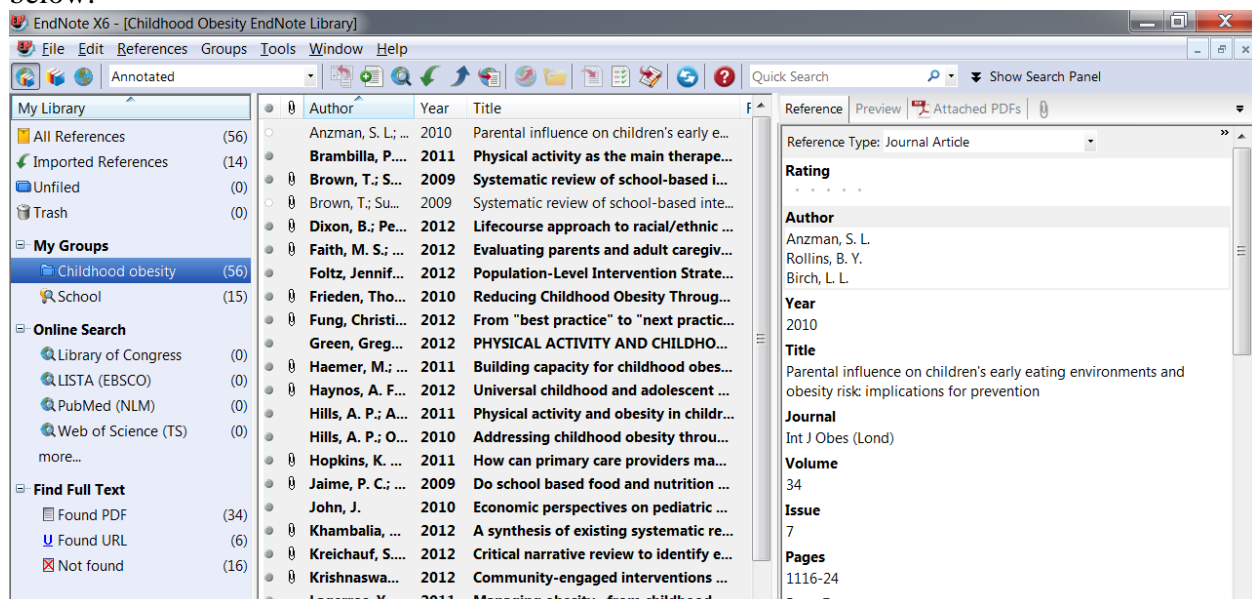 below.
EndNote X6 - [Childhood Obesity EndNote Library]
File Edit References Groups Tools Window Help
Annotated
Quick Search
Show Search Panel
My Library
All References (56)
Imported References (14)
Unfiled (0)
Trash (0)
My Groups
Childhood obesity (56)
School (15)
Online Search
Library of Congress (0)
LISTA (EBSCO) (0)
PubMed (NLM) (0)
Web of Science (TS) (0)
more...
Find Full Text
Found PDF (34)
Found URL (6)
Not found (16)
Author Year Title
Anzman, S. L.; ... 2010 Parental influence on children's early e...
Brambilla, P.... 2011 Physical activity as the main therape...
Brown, T.; S... 2009 Systematic review of school-based i...
Brown, T.; Su... 2009 Systematic review of school-based inte...
Dixon, B.; Pe... 2012 Lifecourse approach to racial/ethnic ...
Faith, M. S.; ... 2012 Evaluating parents and adult caregiv...
Foltz, Jennif... 2012 Population-Level Intervention Strate...
Frieden, Tho... 2010 Reducing Childhood Obesity Throug...
Fung, Christi... 2012 From "best practice" to "next practic...
Green, Greg... 2012 PHYSICAL ACTIVITY AND CHILDHO...
Haemer, M.; ... 2011 Building capacity for childhood obes...
Haynos, A. F... 2012 Universal childhood and adolescent ...
Hills, A. P.; A... 2011 Physical activity and obesity in childr...
Hills, A. P.; O... 2010 Addressing childhood obesity throu...
Hopkins, K. ... 2011 How can primary care providers ma...
Jaime, P. C.; ... 2009 Do school based food and nutrition ...
John, J. 2010 Economic perspectives on pediatric ...
Khambalia, ... 2012 A synthesis of existing systematic re...
Kreichauf, S.... 2012 Critical narrative review to identify e...
Krishnaswa... 2012 Community-engaged interventions ...
Reference Preview Attached PDFs
Reference Type: Journal Article
Rating
Author
Anzman, S. L.
Rollins, B. Y.
Birch, L. L.
Year
2010
Title
Parental influence on children's early eating environments and
obesity risk: implications for prevention
Journal
Int J Obes (Lond)
Volume
34
Issue
7
Pages
1116-24